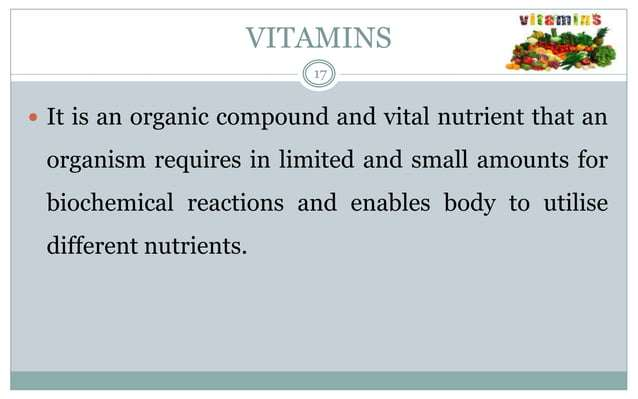 VITAMINS
vitamins
17
• It is an organic compound and vital nutrient that an
organism requires in limited and small amounts for
biochemical reactions and enables body to utilise
different nutrients.